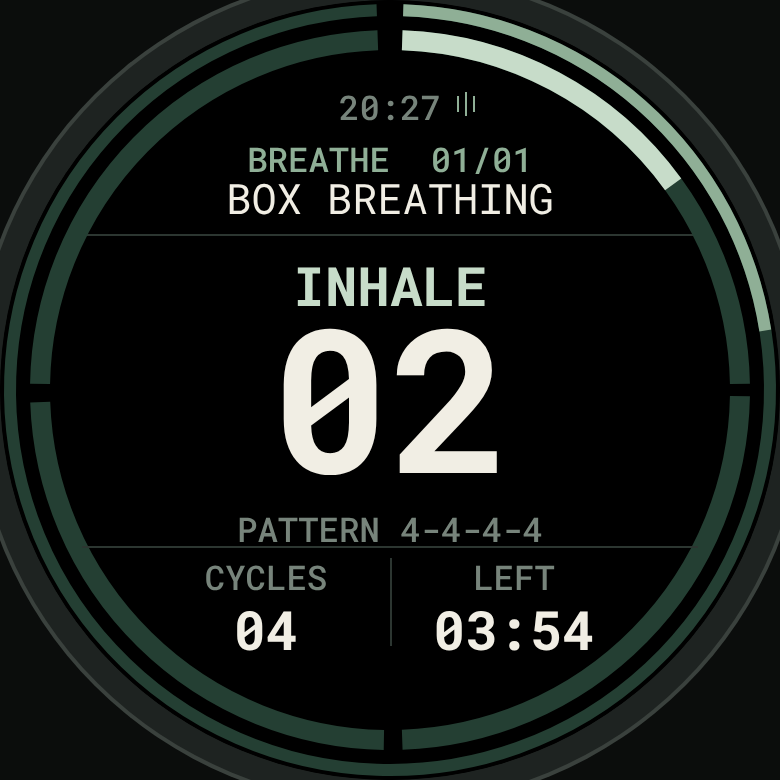 20:27
BREATHE 01/01
BOX BREATHING
INHALE
02
PATTERN 4-4-4-4
CYCLES LEFT
04 03:54